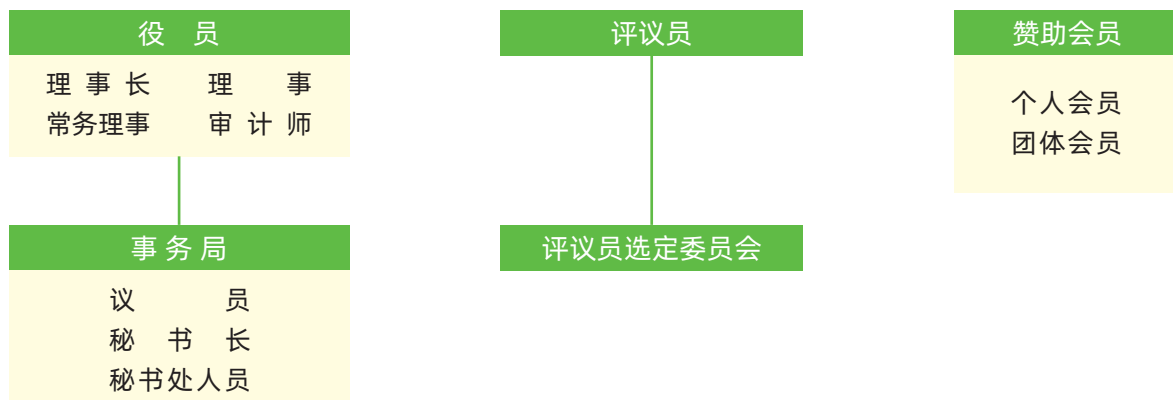 役 员
理事长 理事
常务理事 审计师
事务局
议员
秘书长
秘书处人员
评议员
评议员选定委员会
赞助会员
个人会员
团体会员